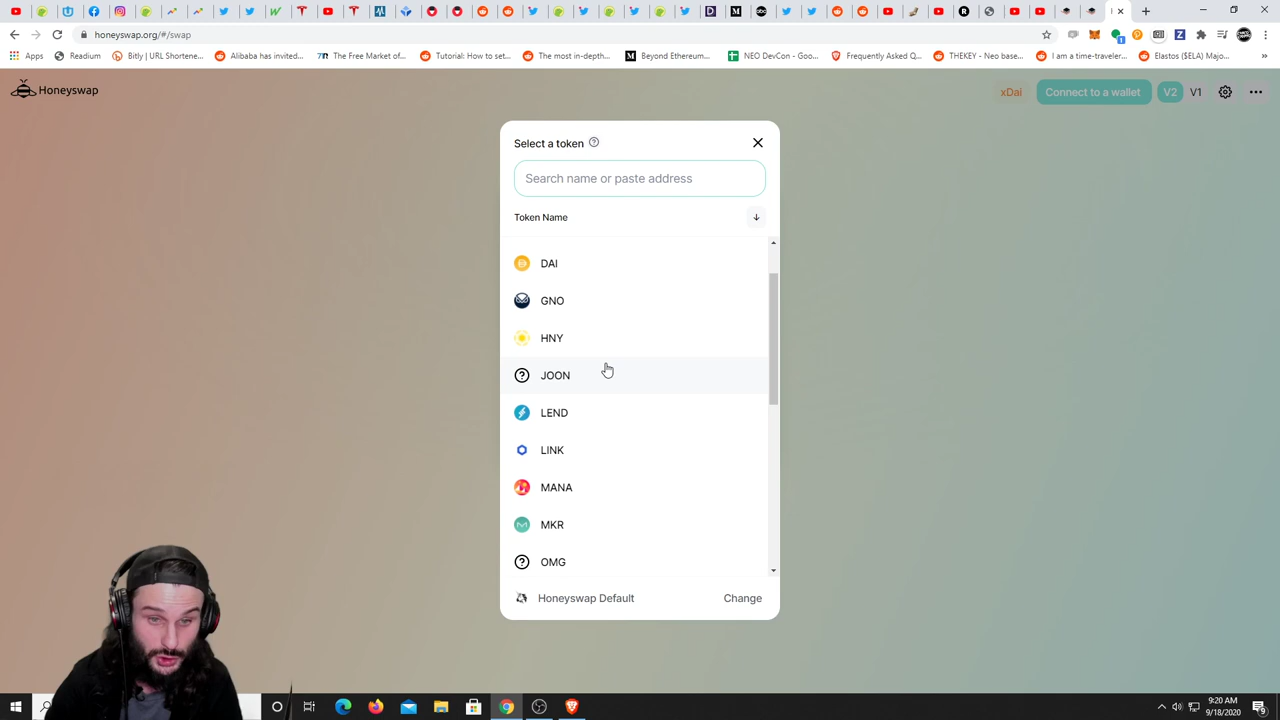 honeyswap.org/#/swap
Apps
Readium
Bitly | URL Shortene...
Alibaba has invited...
The Free Market of...
Tutorial: How to set...
The most in-depth...
Beyond Ethereum...
NEO DevCon - Goo...
Frequently Asked Q...
THEKEY - Neo base...
I am a time-traveler...
Elastos ($ELA) Majo...
Honeyswap
xDai
Connect to a wallet
V2
V1
Select a token
Search name or paste address
Token Name
DAI
GNO
HNY
JOON
LEND
LINK
MANA
MKR
OMG
Honeyswap Default
Change
9:20 AM
9/18/2020